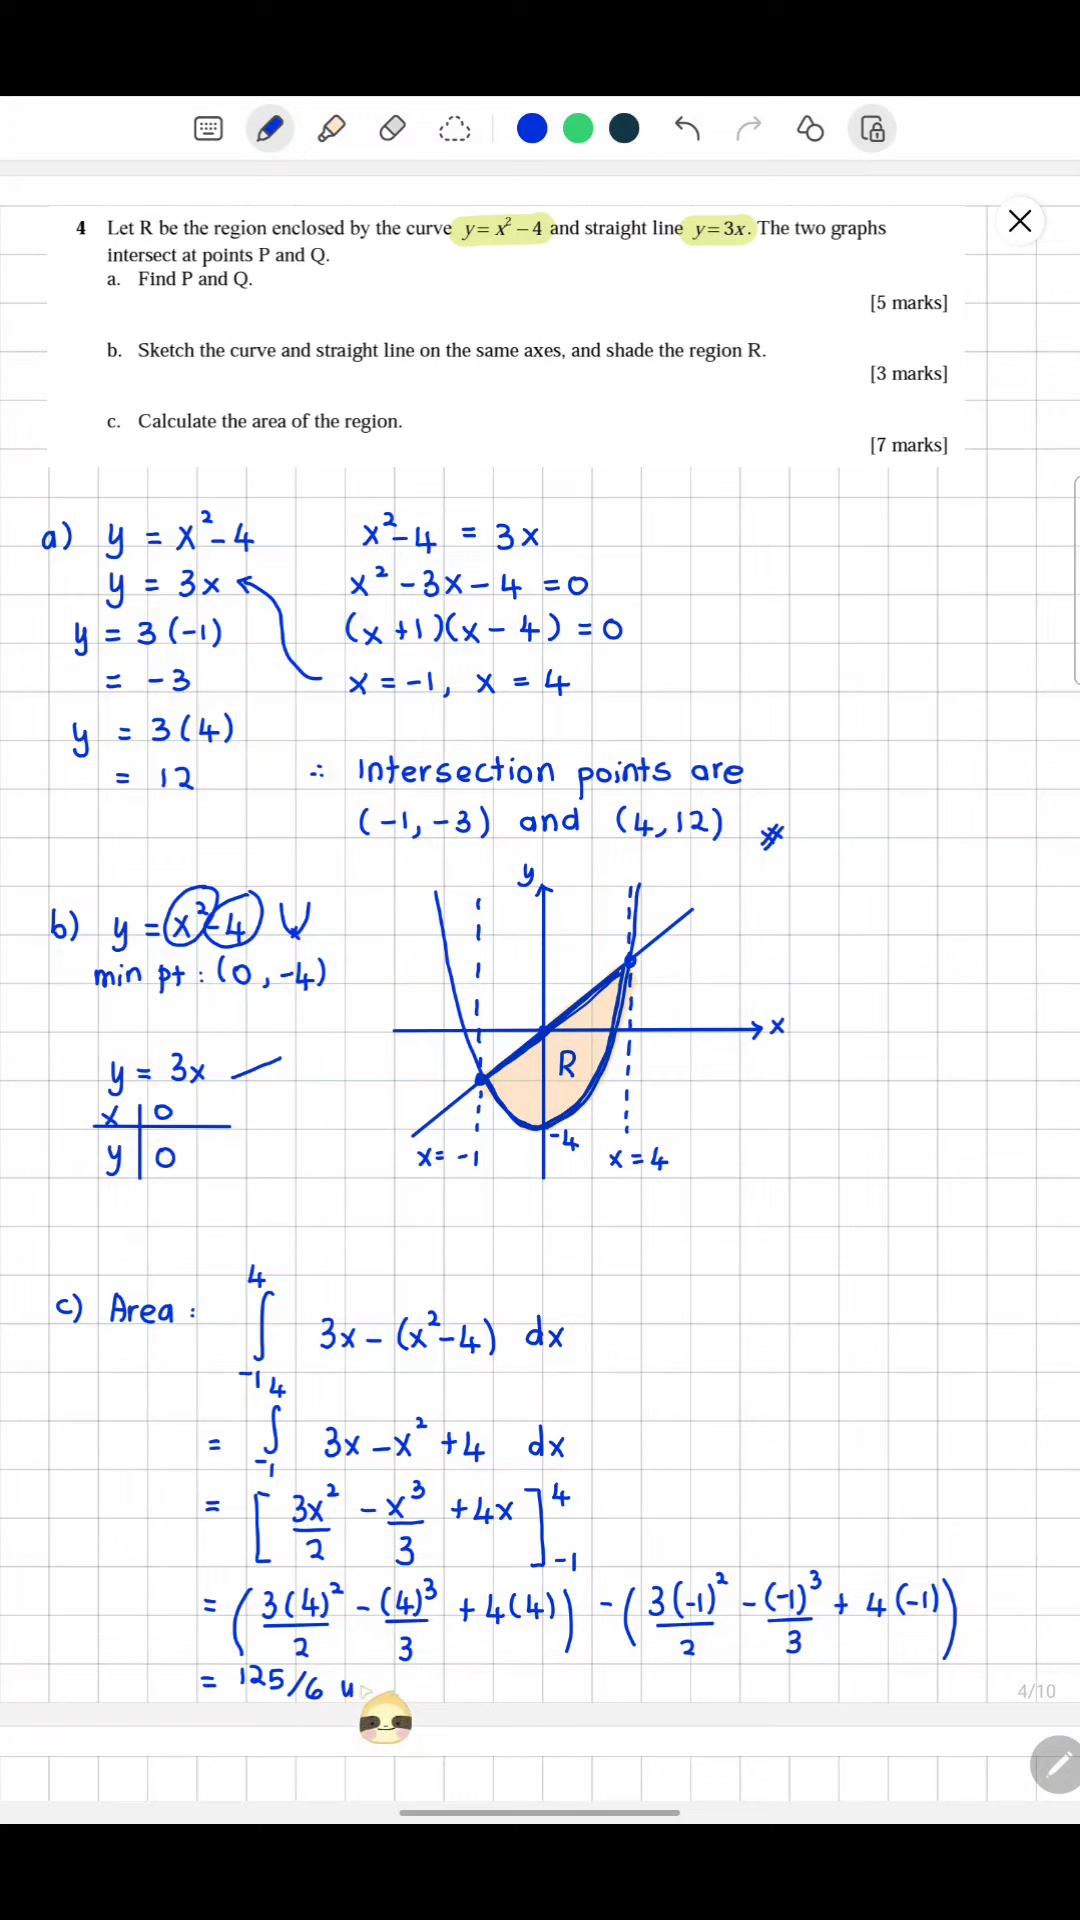 4 Let R be the region enclosed by the curve y = x² − 4 and straight line y = 3x. The two graphs
intersect at points P and Q.
a. Find P and Q.
[5 marks]
b. Sketch the curve and straight line on the same axes, and shade the region R.
[3 marks]
c. Calculate the area of the region.
[7 marks]
a) y = x² - 4
y = 3x
y = 3(-1)
= -3
y = 3(4)
= 12
x² - 4 = 3x
x² - 3x - 4 = 0
(x + 1)(x - 4) = 0
x = -1, x = 4
∴ Intersection points are
(-1, -3) and (4, 12) #
b) y = x² - 4
min pt : (0, -4)
y = 3x
x | 0
y | 0
y
x
R
-4
x = -1
x = 4
c) Area : ∫₋₁⁴ 3x - (x² - 4) dx
= ∫₋₁⁴ 3x - x² + 4 dx
= [3x²/2 - x³/3 + 4x]₋₁⁴
= (3(4)²/2 - (4)³/3 + 4(4)) - (3(-1)²/2 - (-1)³/3 + 4(-1))
= 125/6 u
4/10